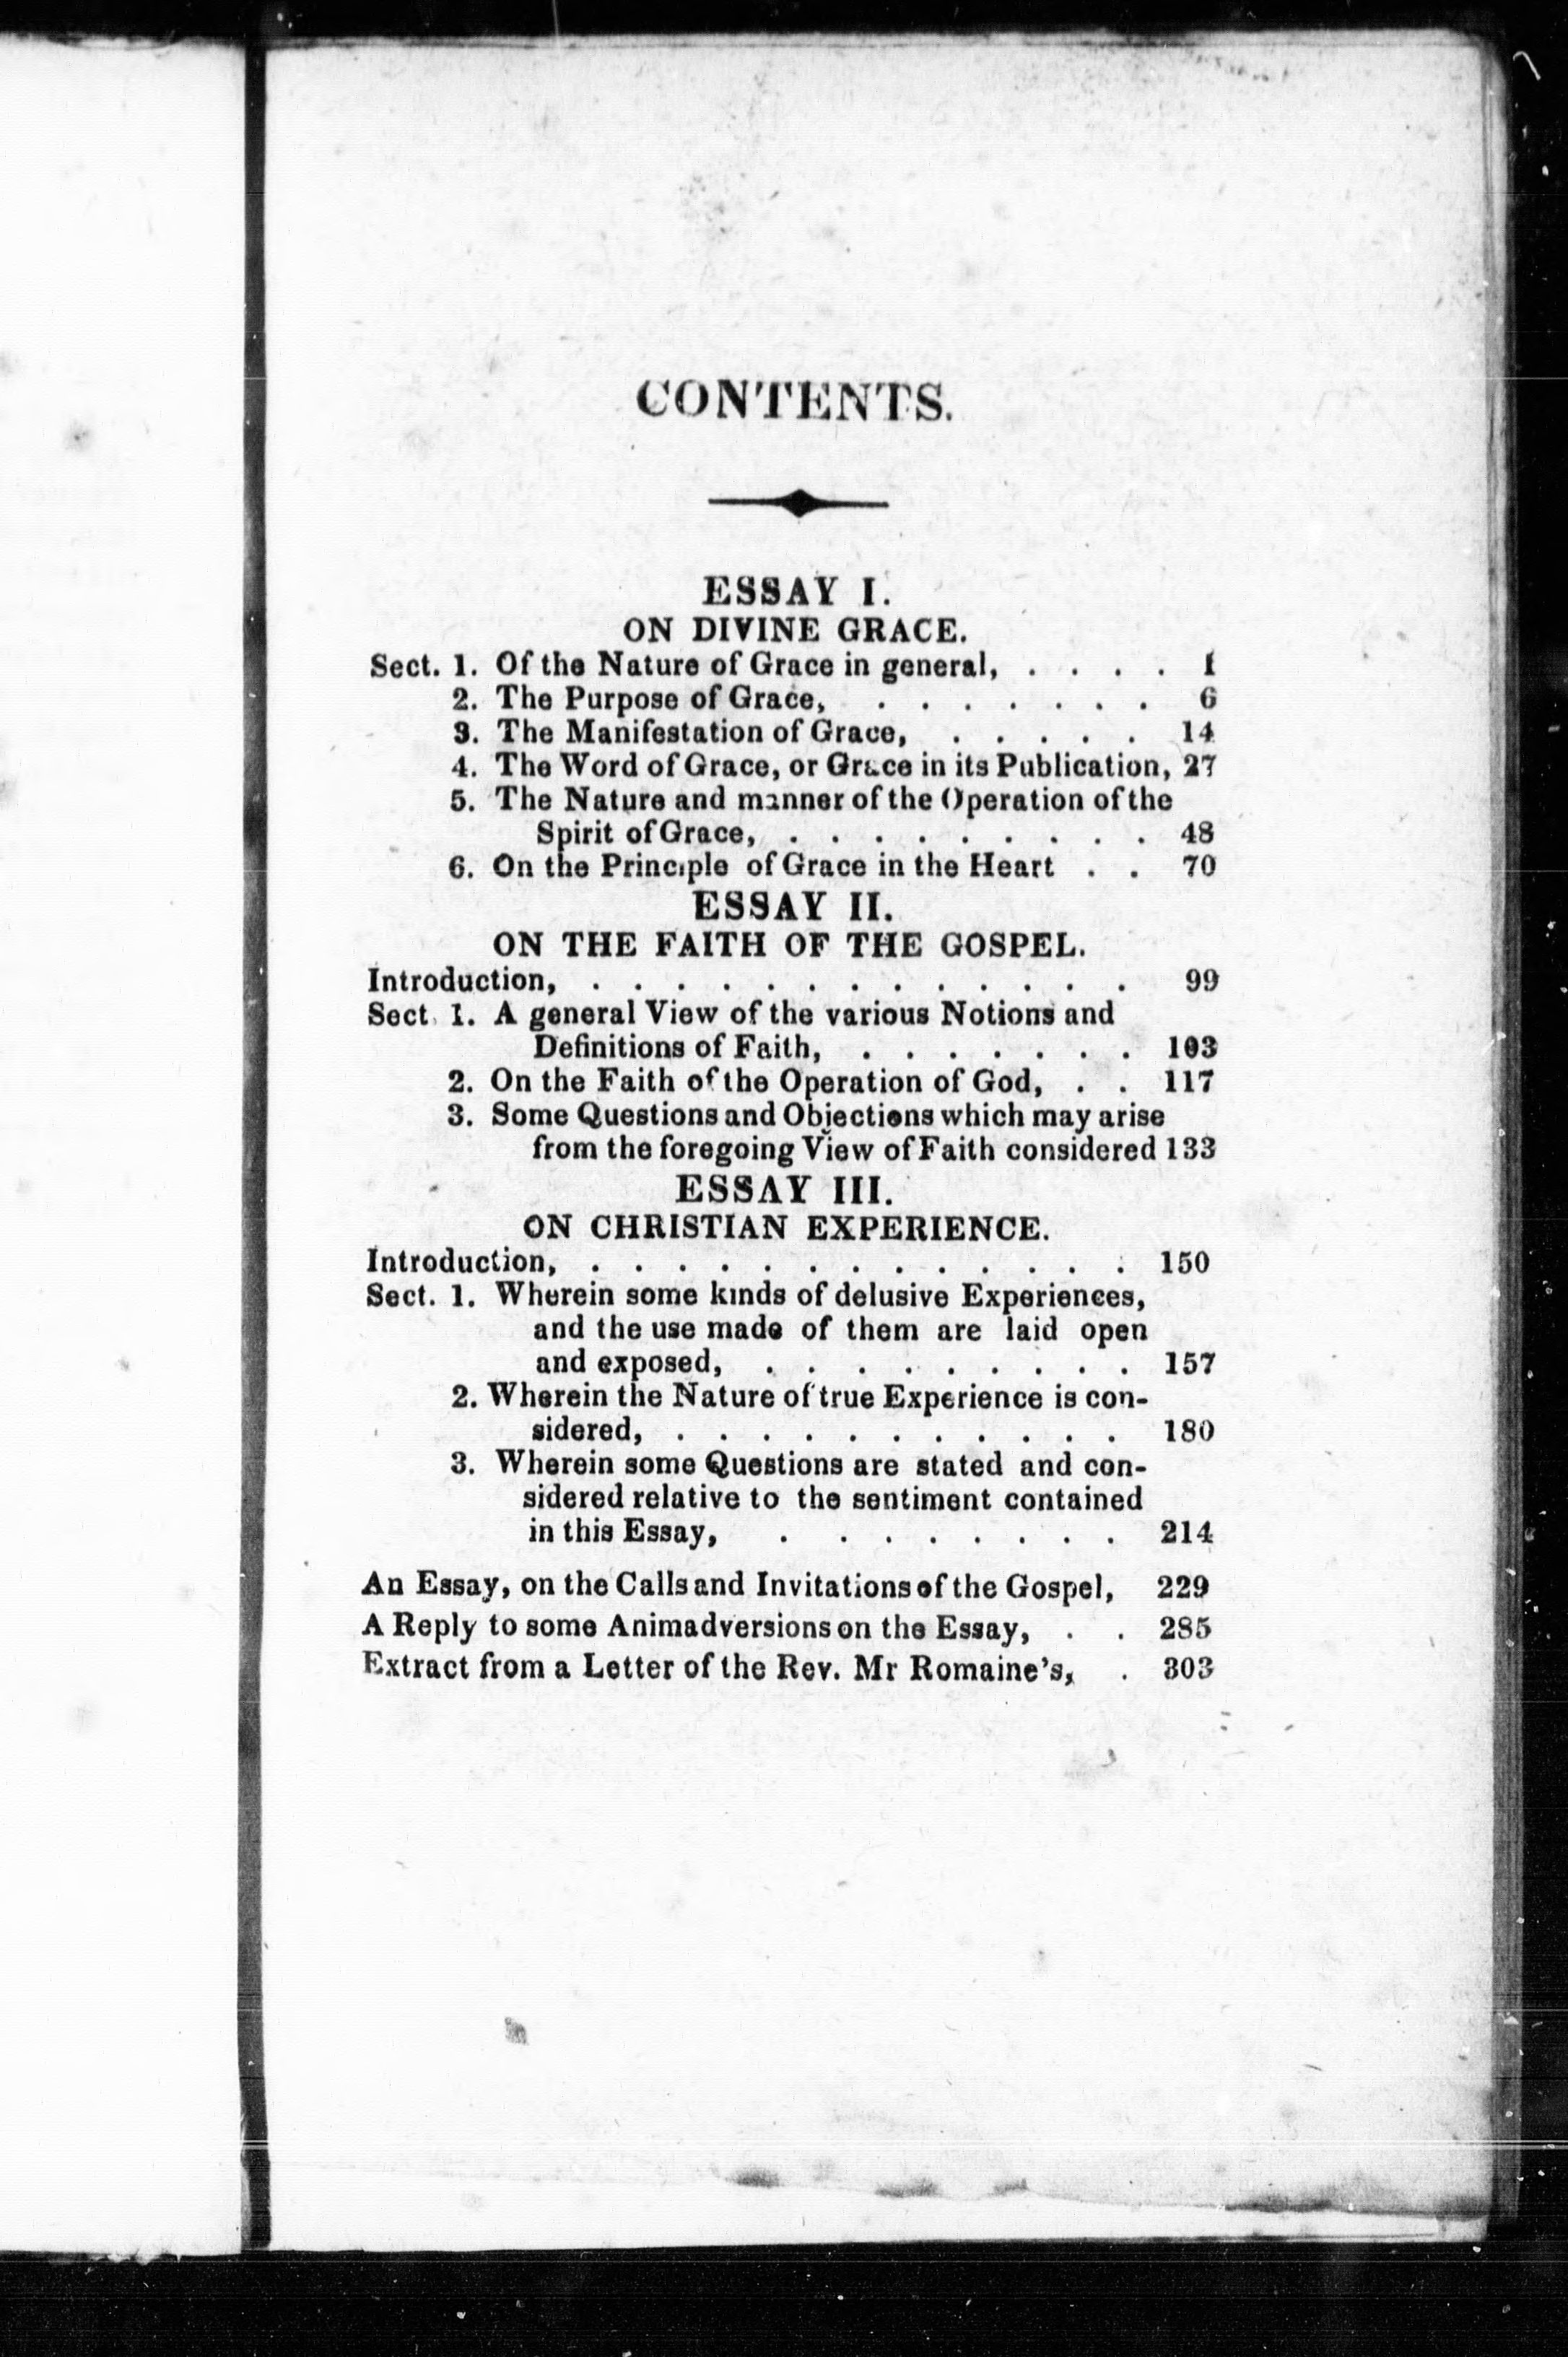 CONTENTS.
ESSAY I.
ON DIVINE GRACE.
Sect. 1. Of the Nature of Grace in general, . . . . 1
2. The Purpose of Grace, . . . . . . . 6
3. The Manifestation of Grace, . . . . . 14
4. The Word of Grace, or Grace in its Publication, 27
5. The Nature and manner of the Operation of the
Spirit of Grace, . . . . . . . . . 48
6. On the Principle of Grace in the Heart . . 70
ESSAY II.
ON THE FAITH OF THE GOSPEL.
Introduction, . . . . . . . . . . . . . 99
Sect. 1. A general View of the various Notions and
Definitions of Faith, . . . . . . . 103
2. On the Faith of the Operation of God, . . 117
3. Some Questions and Objections which may arise
from the foregoing View of Faith considered 133
ESSAY III.
ON CHRISTIAN EXPERIENCE.
Introduction, . . . . . . . . . . . . . 150
Sect. 1. Wherein some kinds of delusive Experiences,
and the use made of them are laid open
and exposed, . . . . . . . . . 157
2. Wherein the Nature of true Experience is con-
sidered, . . . . . . . . . . . 180
3. Wherein some Questions are stated and con-
sidered relative to the sentiment contained
in this Essay, . . . . . . . . 214
An Essay, on the Calls and Invitations of the Gospel, 229
A Reply to some Animadversions on the Essay, . . 285
Extract from a Letter of the Rev. Mr Romaine's, . 303